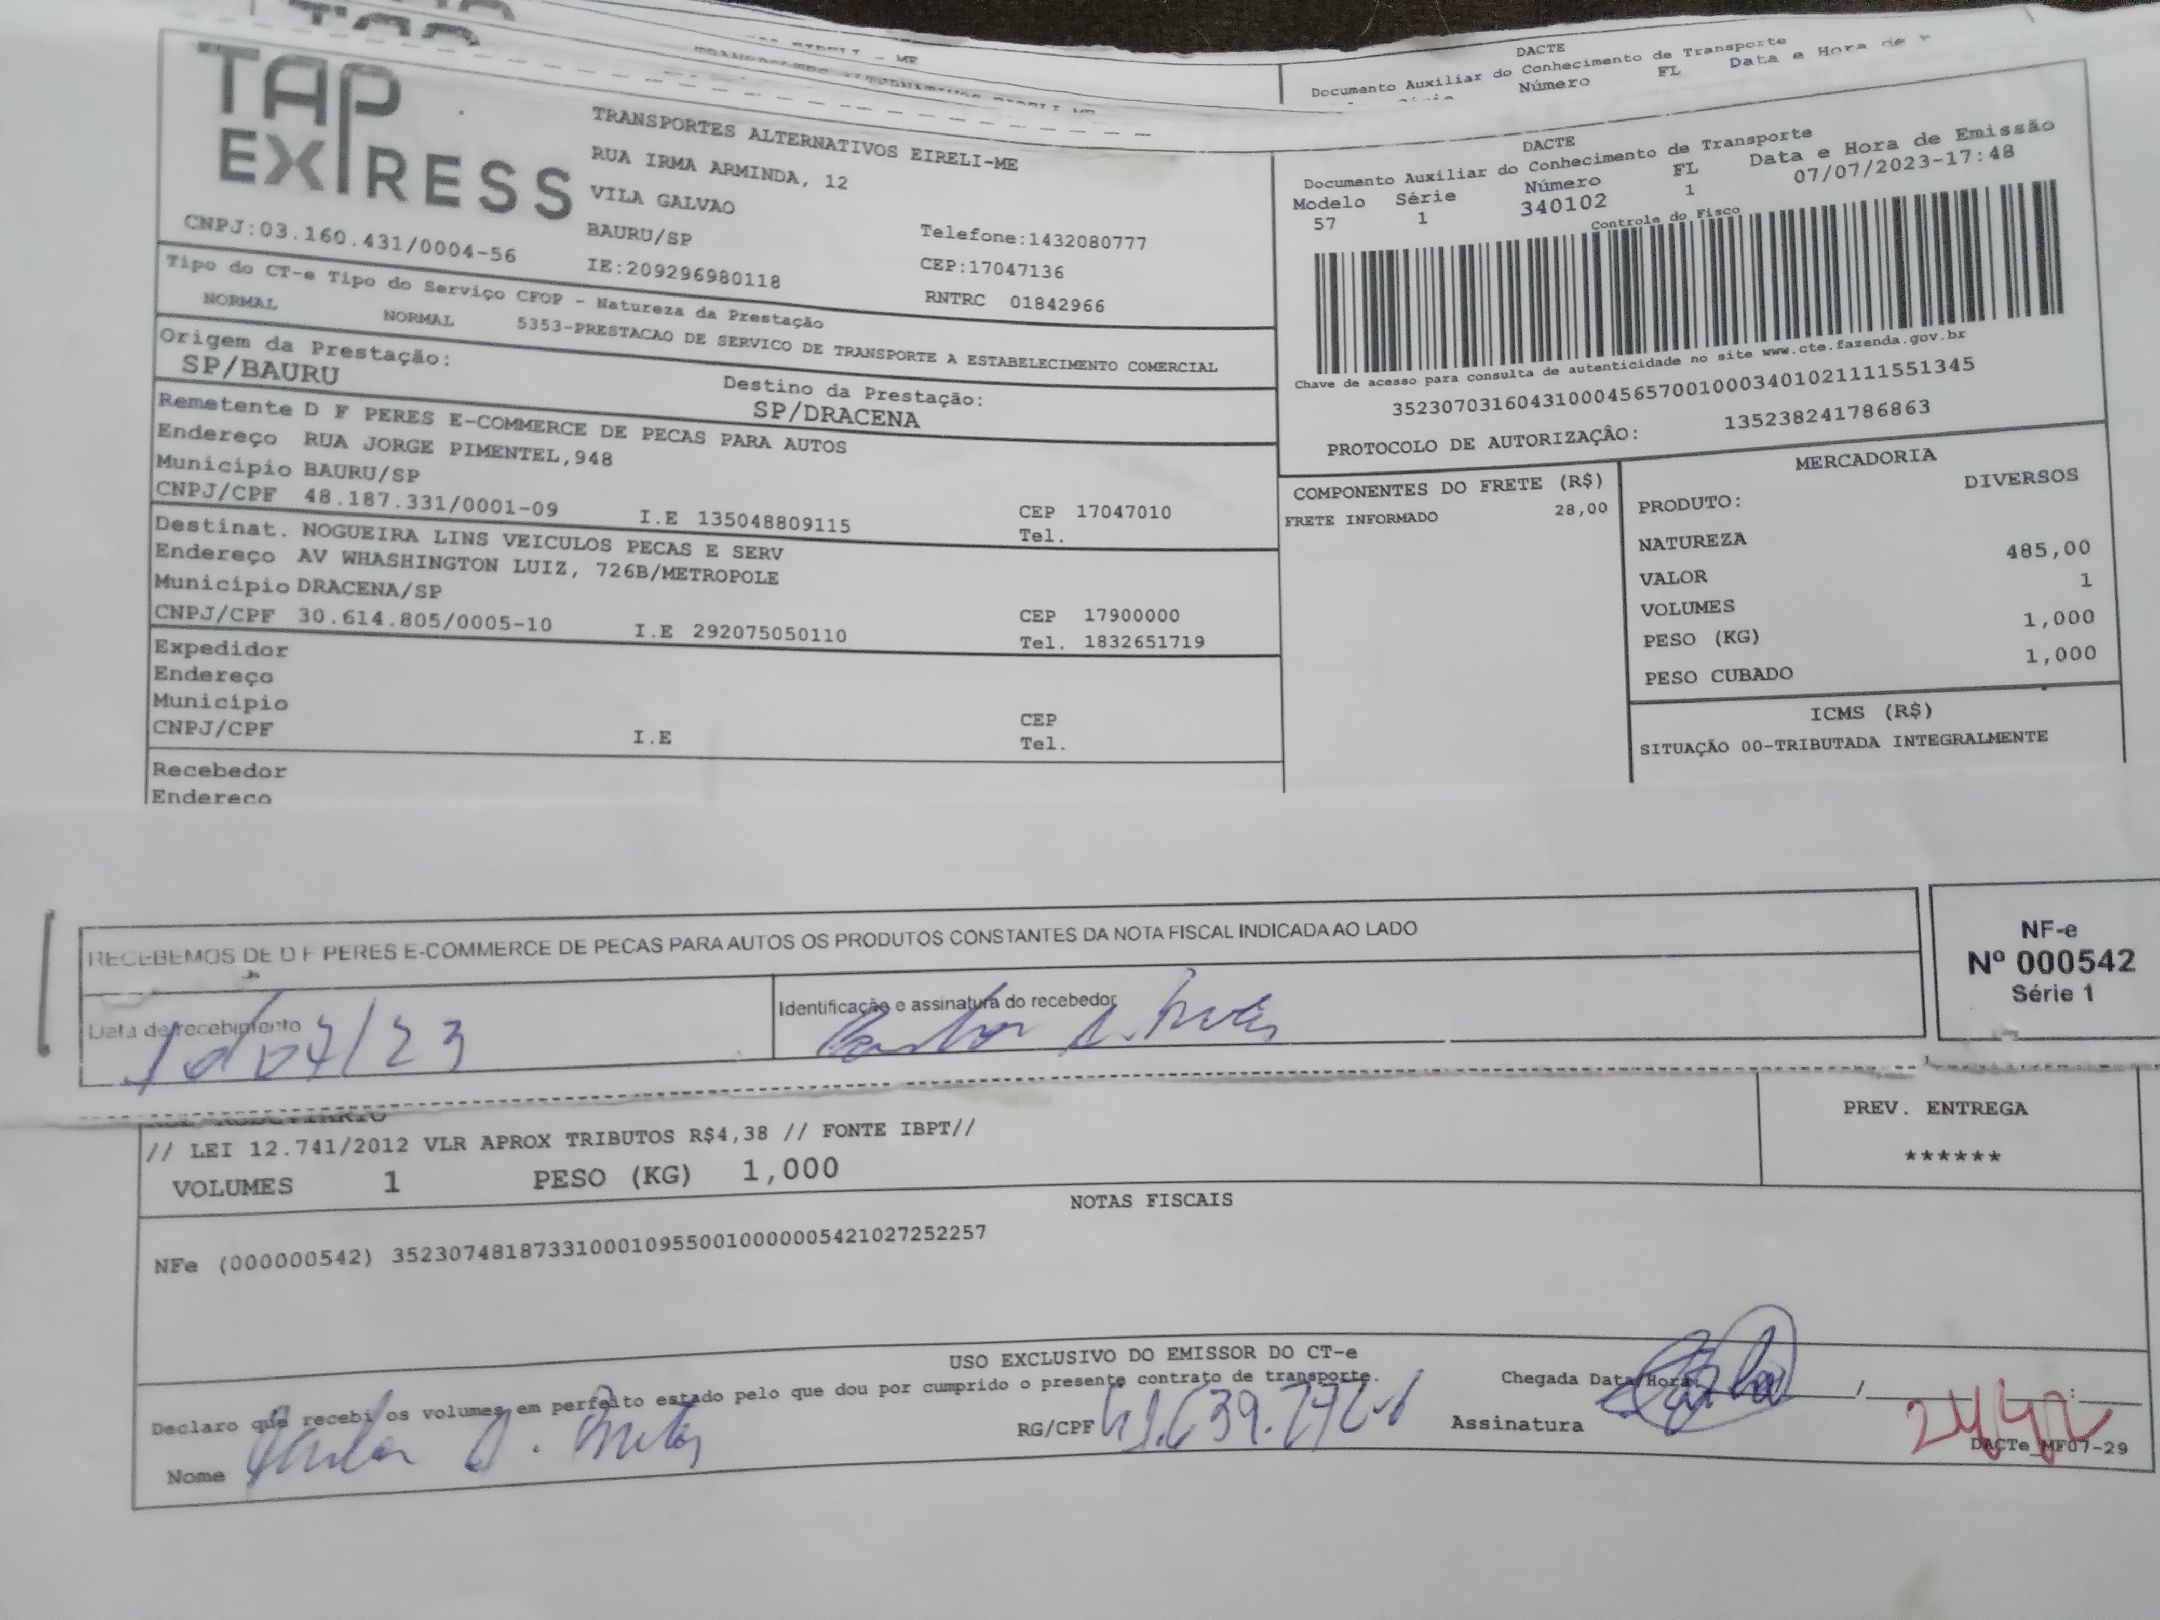 TAP
EXPRESS
CNPJ:03.160.431/0004-56
TRANSPORTES ALTERNATIVOS EIRELI-ME
RUA IRMA ARMINDA, 12
VILA GALVAO
BAURU/SP
IE:209296980118
Telefone:1432080777
CEP:17047136
RNTRC 01842966
DACTE
Documento Auxiliar do Conhecimento de Transporte
Número FL Data e Hora de
DACTE
Documento Auxiliar do Conhecimento de Transporte
Modelo Série Número FL Data e Hora de Emissão
57 1 340102 1 07/07/2023-17:48
Controle do Fisco
Chave de acesso para consulta de autenticidade no site www.cte.fazenda.gov.br
35230703160431000456570010003401021111551345
PROTOCOLO DE AUTORIZAÇÂO: 135238241786863
Tipo do CT-e Tipo do Serviço CFOP - Natureza da Prestação
NORMAL NORMAL 5353-PRESTACAO DE SERVICO DE TRANSPORTE A ESTABELECIMENTO COMERCIAL
Origem da Prestação: Destino da Prestação:
SP/BAURU SP/DRACENA
Remetente D F PERES E-COMMERCE DE PECAS PARA AUTOS
Endereço RUA JORGE PIMENTEL,948
Município BAURU/SP CEP 17047010
CNPJ/CPF 48.187.331/0001-09 I.E 135048809115 Tel.
Destinat. NOGUEIRA LINS VEICULOS PECAS E SERV
Endereço AV WHASHINGTON LUIZ, 726B/METROPOLE
Município DRACENA/SP CEP 17900000
CNPJ/CPF 30.614.805/0005-10 I.E 292075050110 Tel. 1832651719
Expedidor
Endereço
Município CEP
CNPJ/CPF I.E Tel.
Recebedor
Endereço
COMPONENTES DO FRETE (R$)
FRETE INFORMADO 28,00
MERCADORIA
PRODUTO: DIVERSOS
NATUREZA
VALOR 485,00
VOLUMES 1
PESO (KG) 1,000
PESO CUBADO 1,000
ICMS (R$)
SITUAÇÃO 00-TRIBUTADA INTEGRALMENTE
RECEBEMOS DE D F PERES E-COMMERCE DE PECAS PARA AUTOS OS PRODUTOS CONSTANTES DA NOTA FISCAL INDICADA AO LADO
Data de recebimento
10/07/23
Identificação e assinatura do recebedor
NF-e
Nº 000542
Série 1
// LEI 12.741/2012 VLR APROX TRIBUTOS R$4,38 // FONTE IBPT//
VOLUMES 1 PESO (KG) 1,000
PREV. ENTREGA
******
NOTAS FISCAIS
NFe (000000542) 35230748187331000109550010000005421027252257
USO EXCLUSIVO DO EMISSOR DO CT-e
Declaro que recebi os volumes em perfeito estado pelo que dou por cumprido o presente contrato de transporte.
Nome
RG/CPF
Chegada Data/Hora:
Assinatura
DACTe_MF07-29